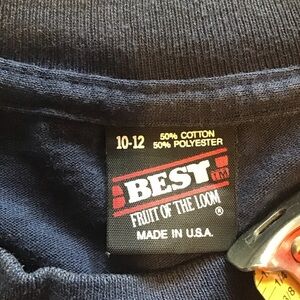 10-12 50% COTTON
50% POLYESTER
BEST TM
FRUIT OF THE LOOM ®
MADE IN U.S.A.